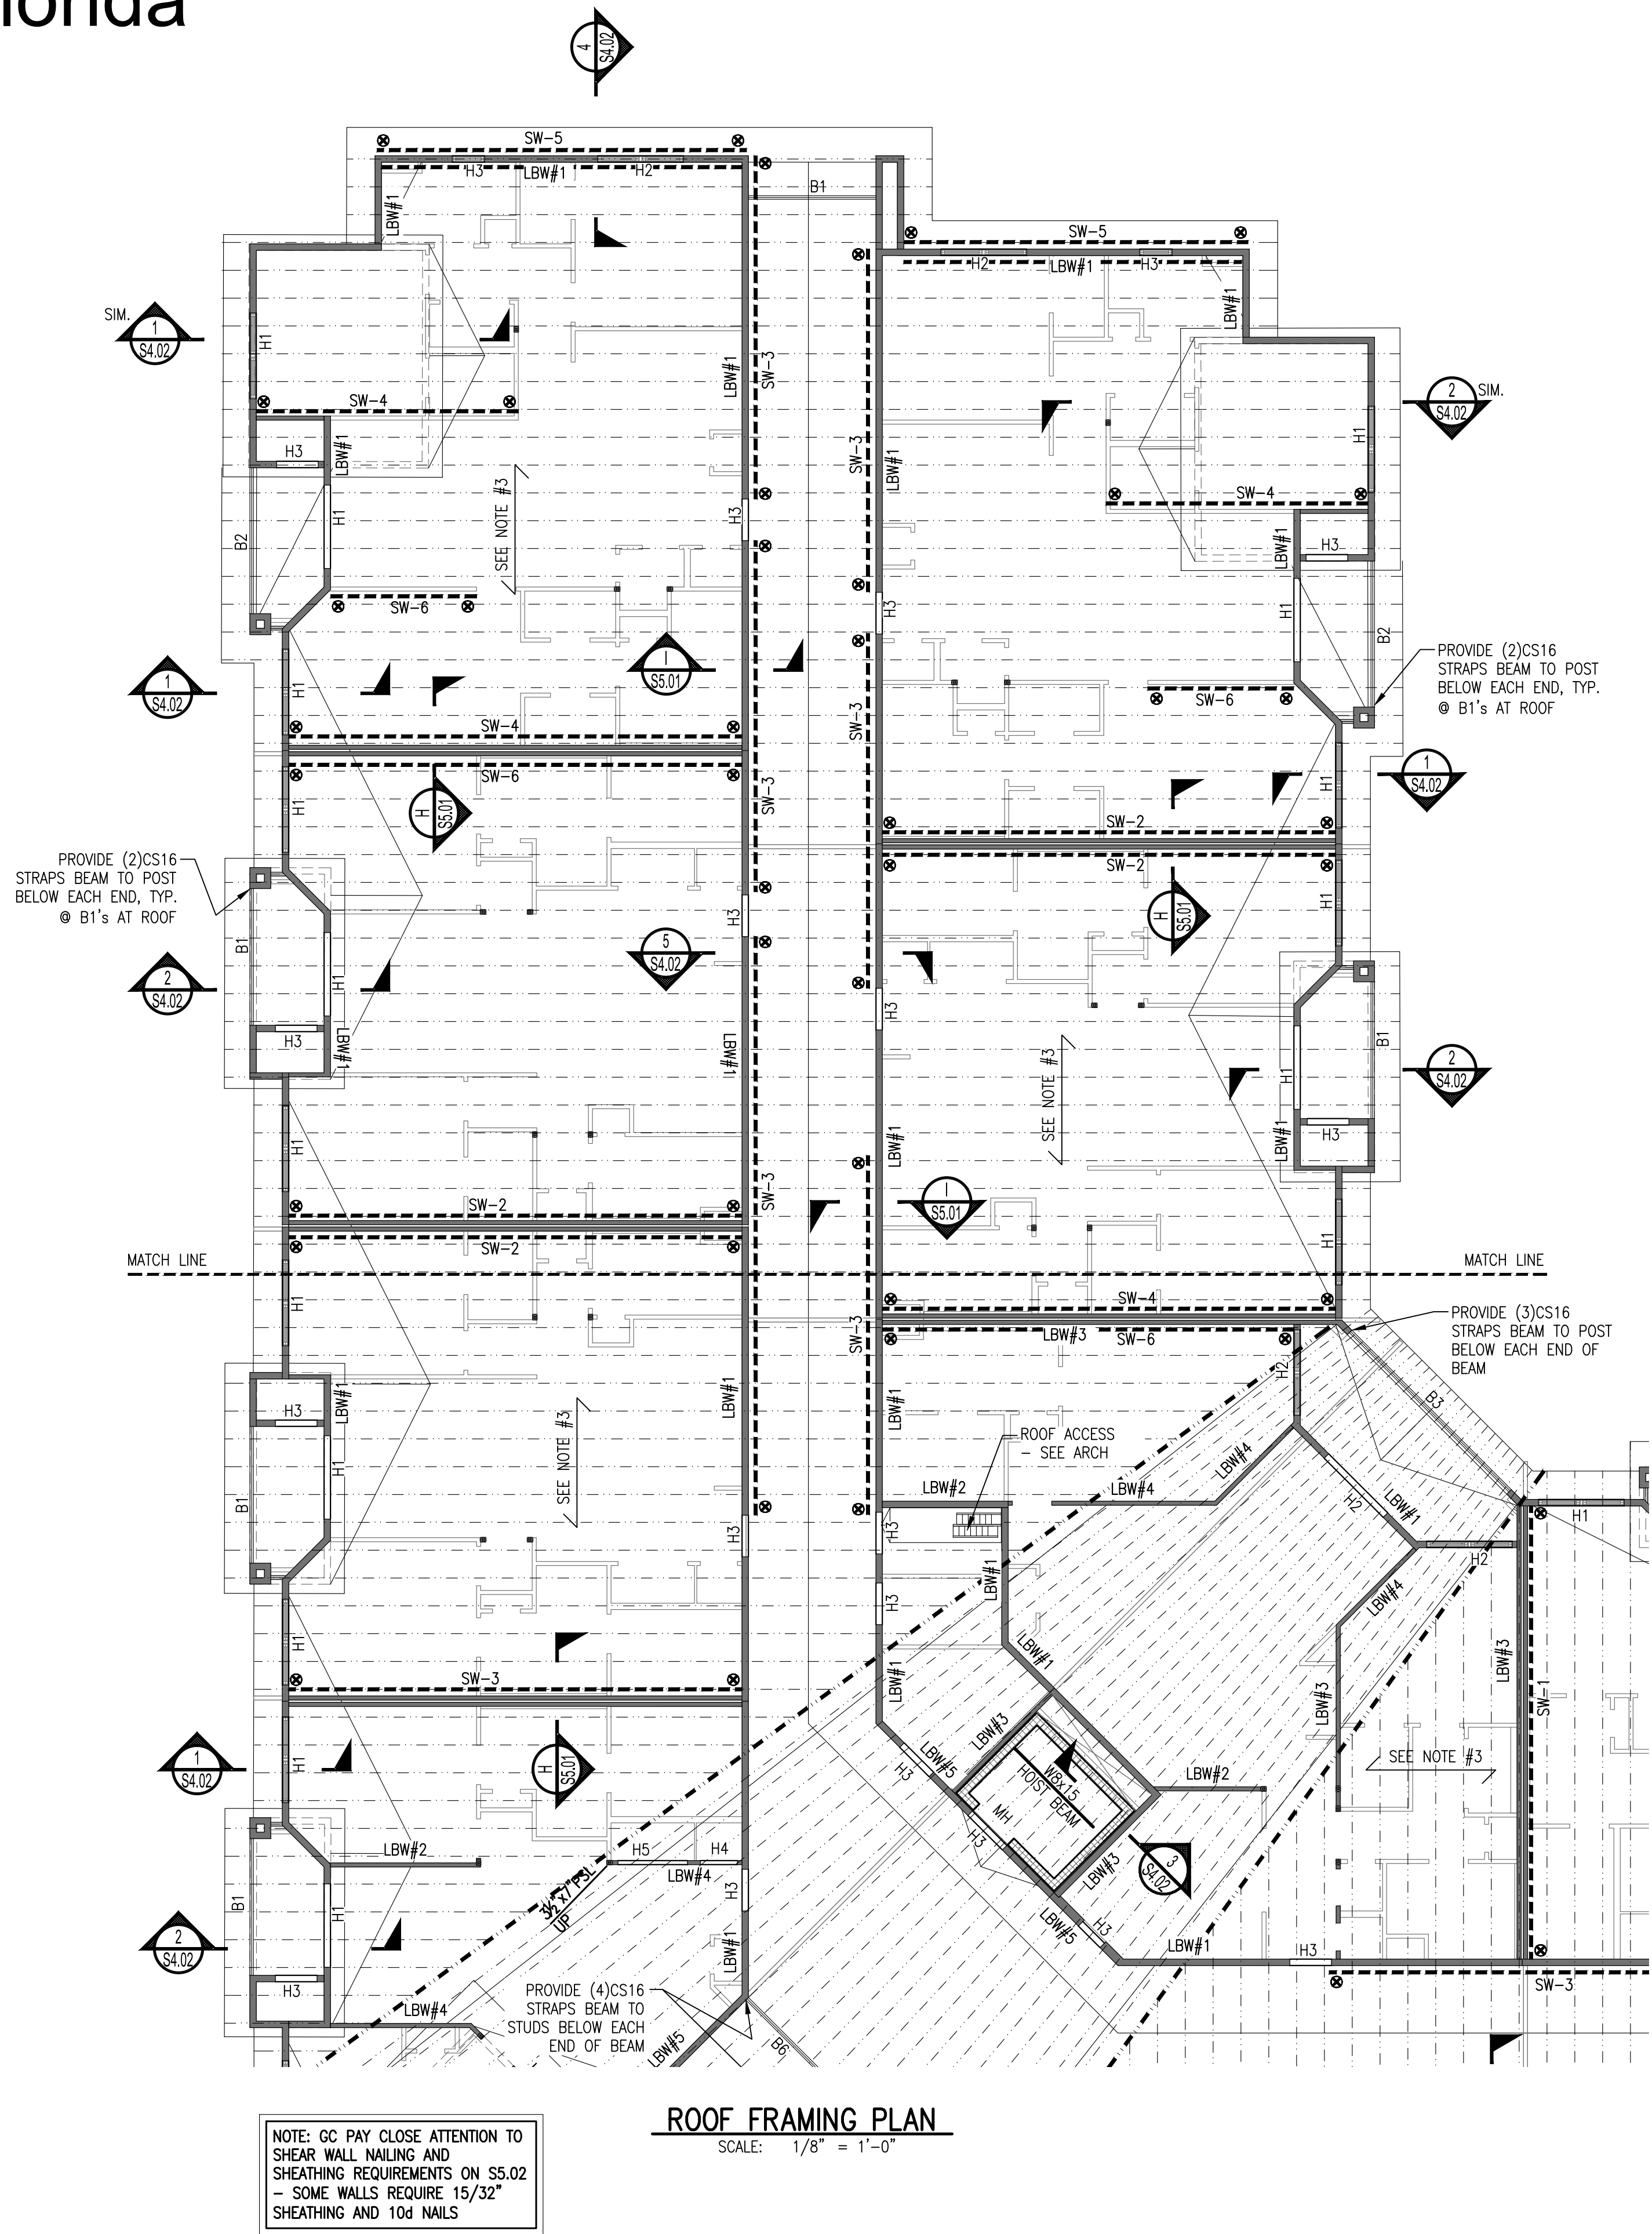 lorida
4
S4.02
SW-5
H3
LBW#1
H2
B1
LBW#1
SW-5
H2
LBW#1
H3
LBW#1
SIM.
1
S4.02
H1
LBW#1
SW-3
SW-4
2
S4.02
SIM.
H1
SW-3
LBW#1
H3
LBW#1
SEE NOTE #3
H3
SW-4
H1
B2
LBW#1
H3
SW-6
H3
H1
B2
PROVIDE (2)CS16
STRAPS BEAM TO POST
BELOW EACH END, TYP.
@ B1's AT ROOF
1
S4.02
H1
I
S5.01
SW-3
SW-6
SW-4
SW-6
H1
H
S5.01
SW-3
H1
1
S4.02
SW-2
SW-2
PROVIDE (2)CS16
STRAPS BEAM TO POST
BELOW EACH END, TYP.
@ B1's AT ROOF
B1
H1
2
S4.02
H3
LBW#1
H3
5
S4.02
H
S5.01
H1
H3
LBW#1
SEE NOTE #3
H1
B1
2
S4.02
LBW#1
H3
H1
LBW#1
SW-3
I
S5.01
SW-2
SW-2
H1
MATCH LINE
MATCH LINE
H1
SW-4
LBW#3
SW-6
SW-3
H2
PROVIDE (3)CS16
STRAPS BEAM TO POST
BELOW EACH END OF
BEAM
B3
H3
LBW#1
B1
H1
SEE NOTE #3
LBW#1
LBW#1
ROOF ACCESS
- SEE ARCH
LBW#2
LBW#4
LBW#4
H2
LBW#1
H1
H2
H3
H3
H3
LBW#1
LBW#4
H1
SW-3
LBW#1
LBW#1
LBW#3
LBW#3
SW-1
1
S4.02
H1
H
S5.01
LBW#5
H3
LBW#3
W8x15
HOIST BEAM
MH
H3
LBW#2
SEE NOTE #3
LBW#2
H5
H4
LBW#4
H3
3½"x7"PSL
UP
LBW#3
3
S4.02
B1
H1
2
S4.02
H3
LBW#4
LBW#1
LBW#5
H3
LBW#1
H3
SW-3
PROVIDE (4)CS16
STRAPS BEAM TO
STUDS BELOW EACH
END OF BEAM
LBW#5
B6
ROOF FRAMING PLAN
SCALE: 1/8" = 1'-0"
NOTE: GC PAY CLOSE ATTENTION TO
SHEAR WALL NAILING AND
SHEATHING REQUIREMENTS ON S5.02
- SOME WALLS REQUIRE 15/32"
SHEATHING AND 10d NAILS